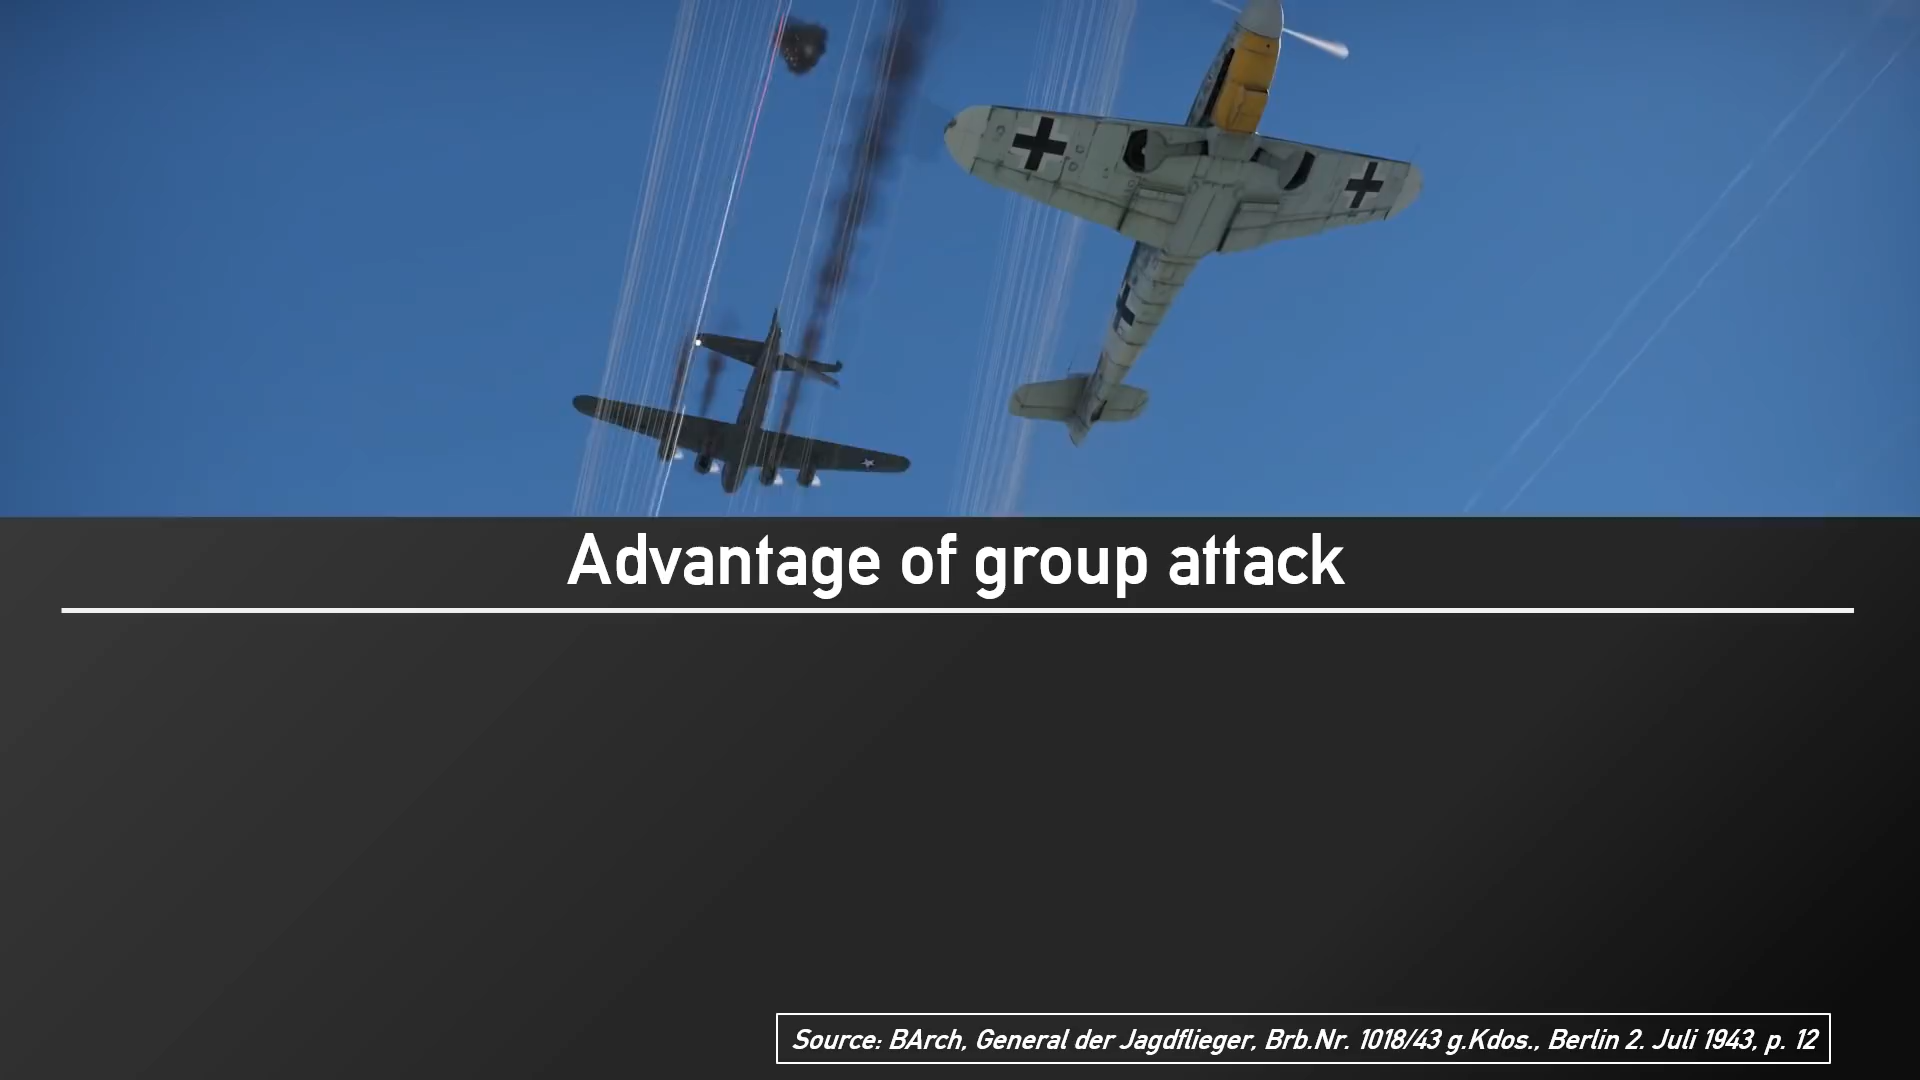 Advantage of group attack
Source: BArch, General der Jagdflieger, Brb.Nr. 1018/43 g.Kdos., Berlin 2. Juli 1943, p. 12